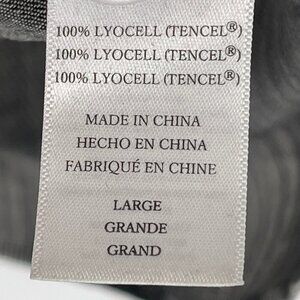 100% LYOCELL (TENCEL®)
100% LYOCELL (TENCEL®)
100% LYOCELL (TENCEL®)
MADE IN CHINA
HECHO EN CHINA
FABRIQUÉ EN CHINE
LARGE
GRANDE
GRAND